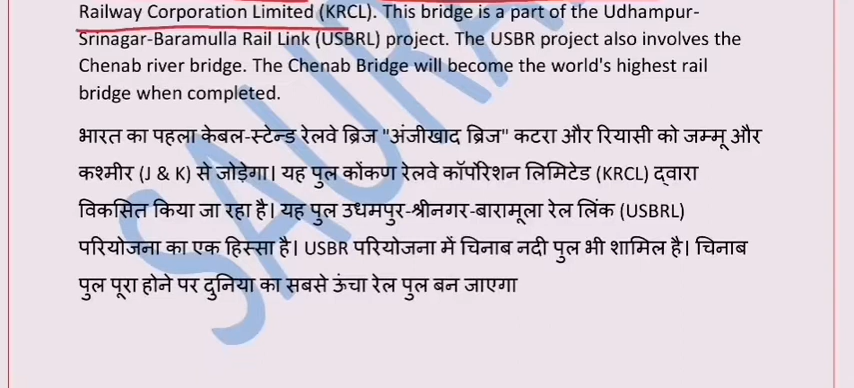 Railway Corporation Limited (KRCL). This bridge is a part of the Udhampur-
Srinagar-Baramulla Rail Link (USBRL) project. The USBR project also involves the
Chenab river bridge. The Chenab Bridge will become the world's highest rail
bridge when completed.
भारत का पहला केबल-स्टेन्ड रेलवे ब्रिज "अंजीखाद ब्रिज" कटरा और रियासी को जम्मू और
कश्मीर (J & K) से जोड़ेगा। यह पुल कोंकण रेलवे कॉर्पोरेशन लिमिटेड (KRCL) द्वारा
विकसित किया जा रहा है। यह पुल उधमपुर-श्रीनगर-बारामूला रेल लिंक (USBRL)
परियोजना का एक हिस्सा है। USBR परियोजना में चिनाब नदी पुल भी शामिल है। चिनाब
पुल पूरा होने पर दुनिया का सबसे ऊंचा रेल पुल बन जाएगा